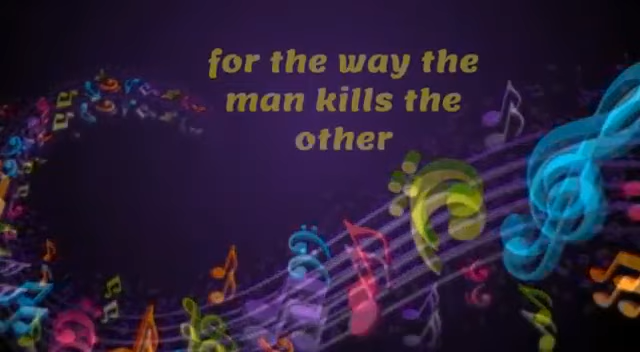 for the way the
man kills the
other